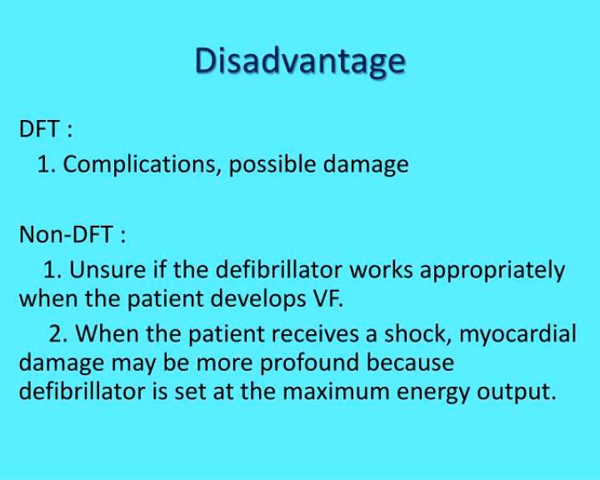 Disadvantage
DFT :
1. Complications, possible damage
Non-DFT :
1. Unsure if the defibrillator works appropriately
when the patient develops VF.
2. When the patient receives a shock, myocardial
damage may be more profound because
defibrillator is set at the maximum energy output.